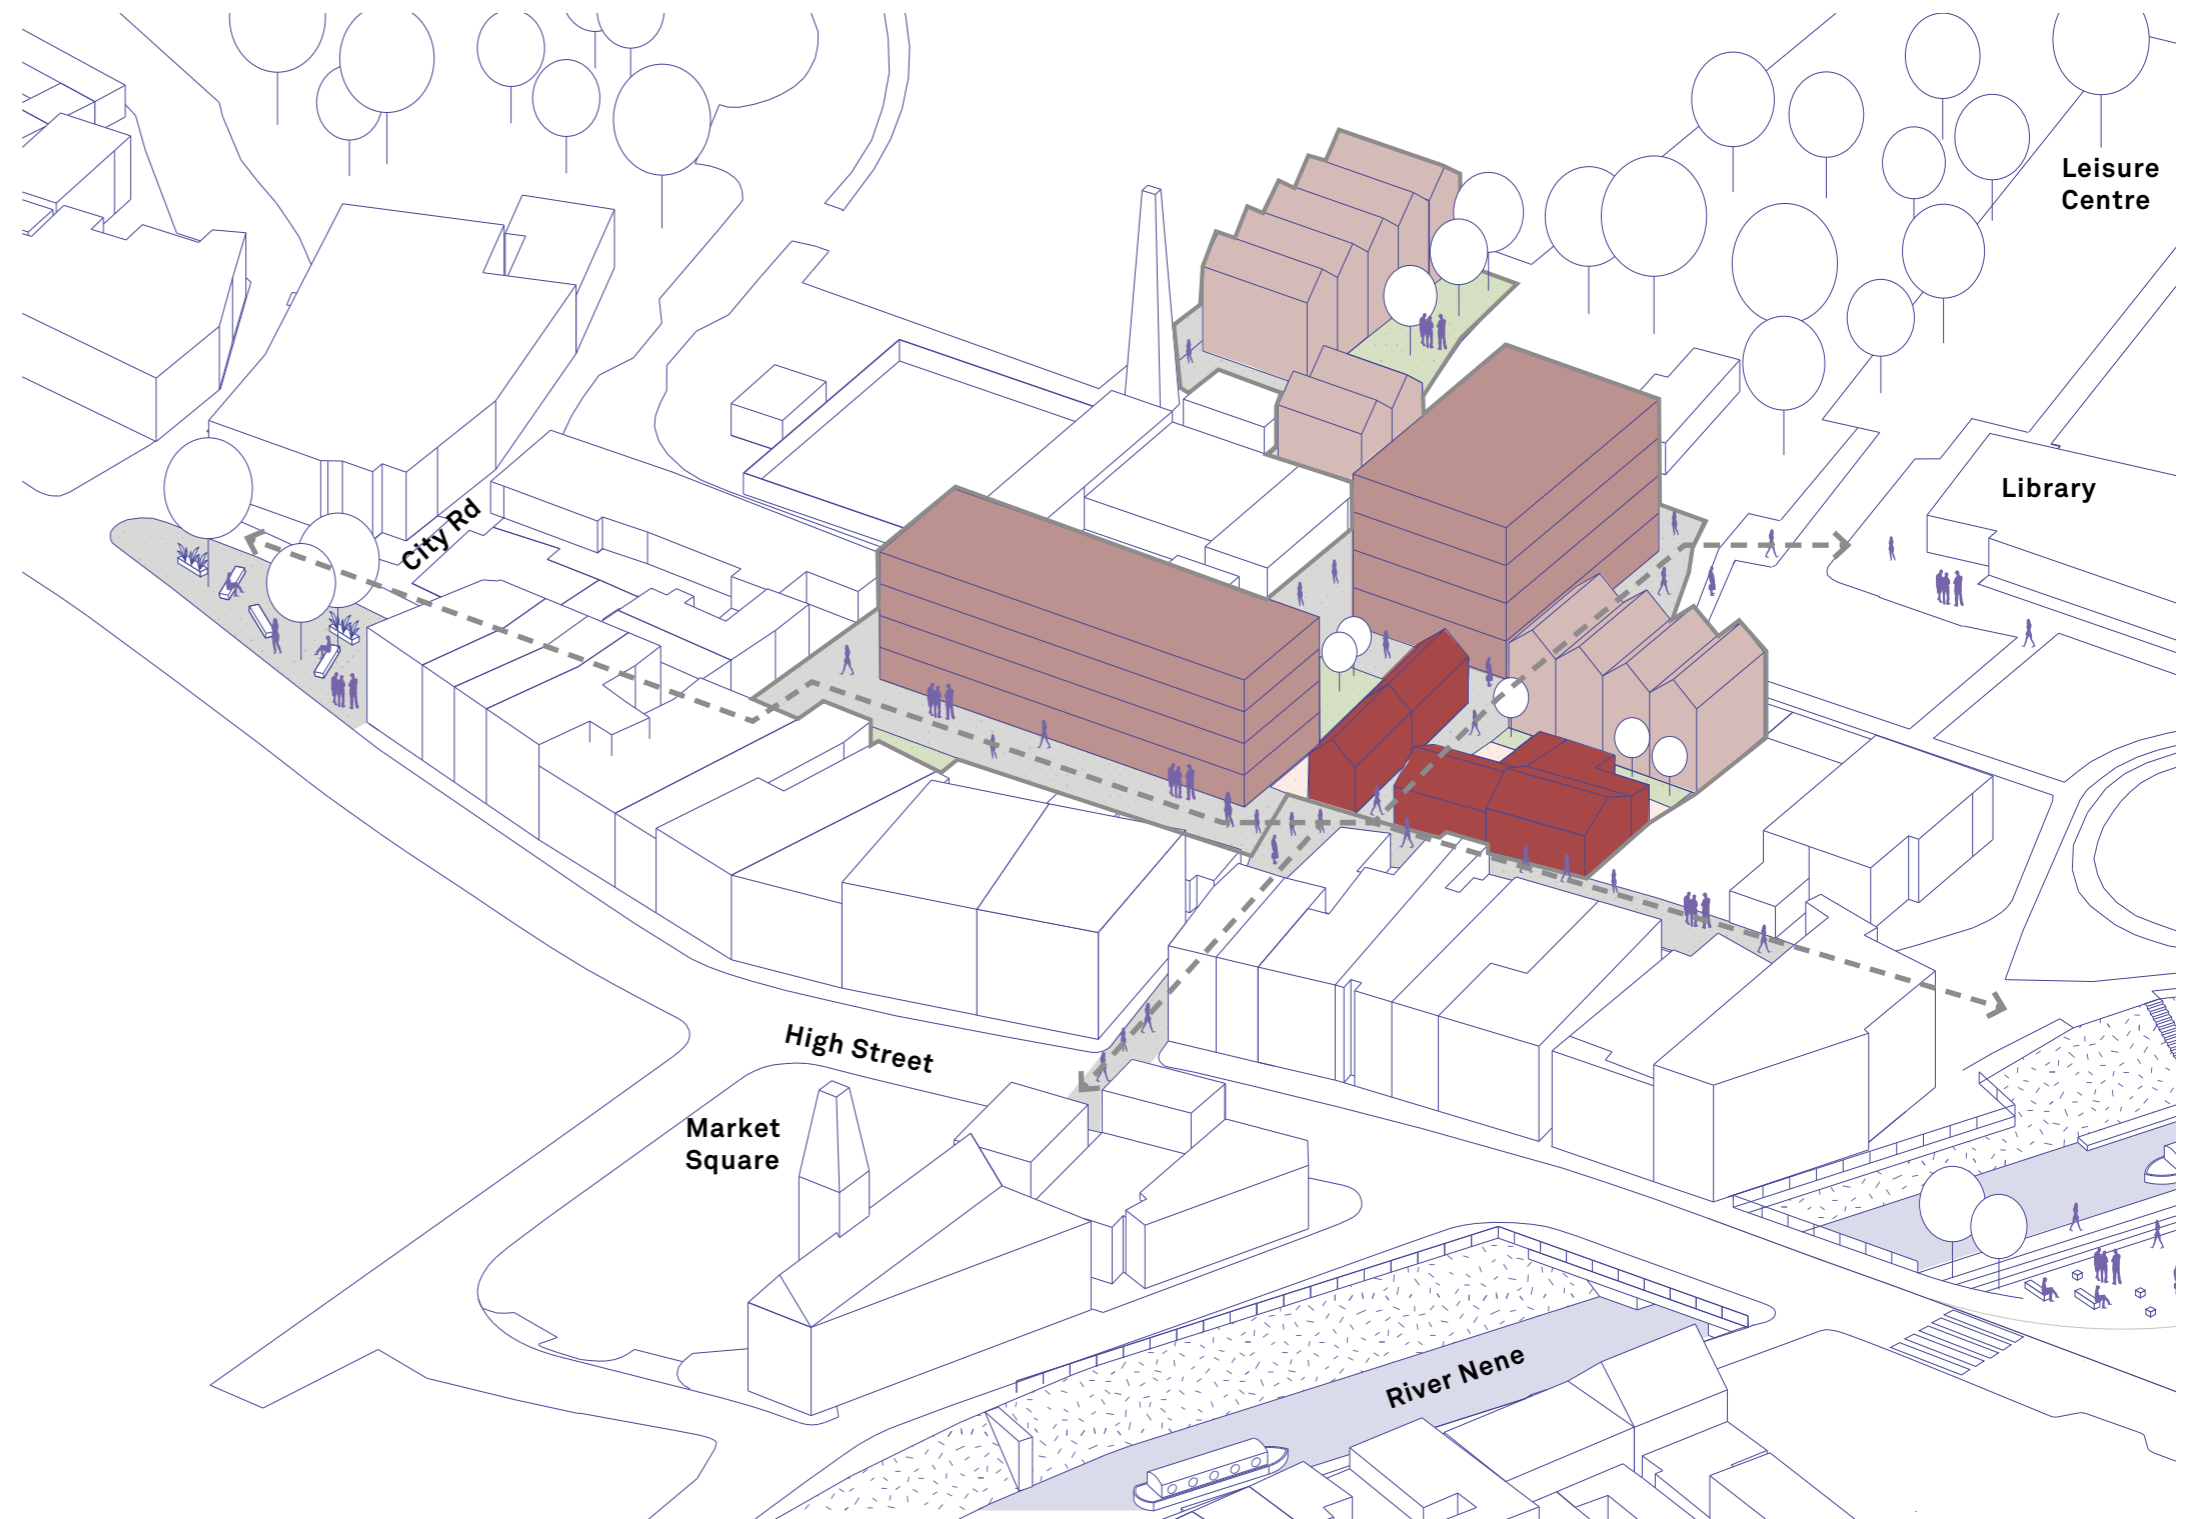 Leisure
Centre
Library
City Rd
High Street
Market
Square
River Nene